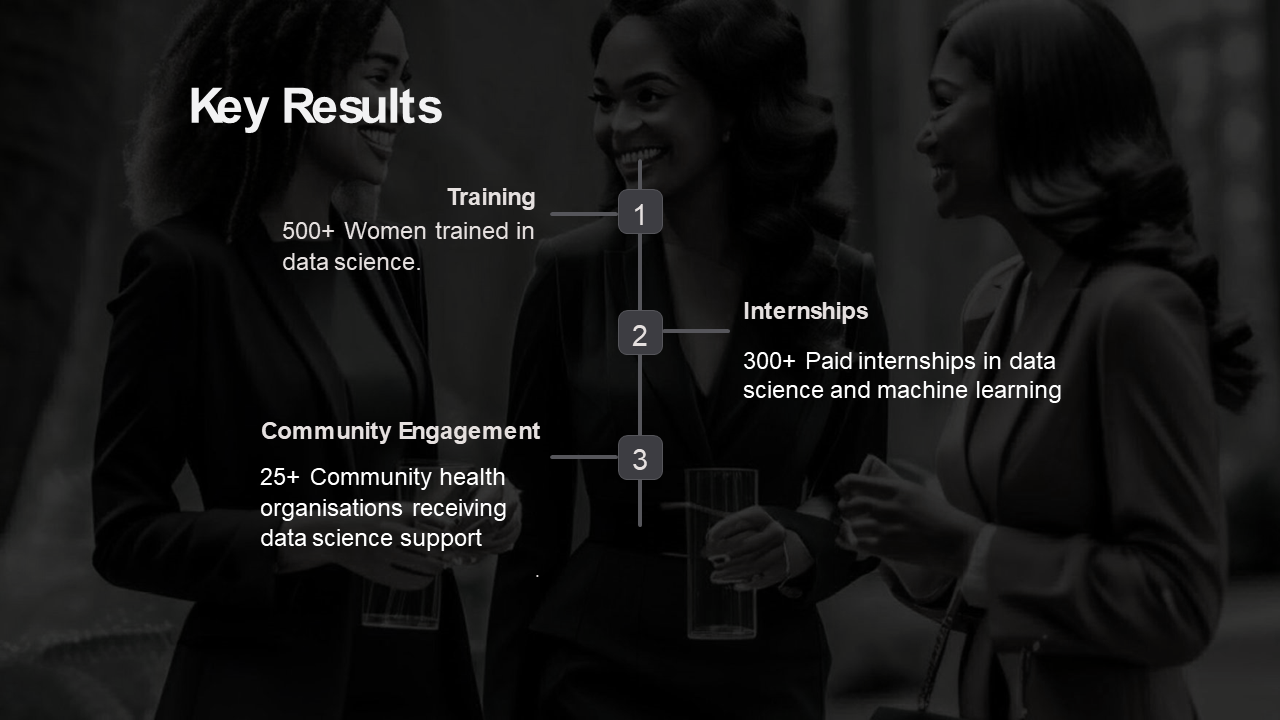 Key Results
Training
1
500+ Women trained in
data science.
Internships
2
300+ Paid internships in data
science and machine learning
Community Engagement
3
25+ Community health
organisations receiving
data science support
.